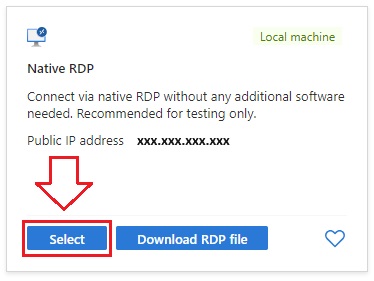 Local machine
Native RDP
Connect via native RDP without any additional software
needed. Recommended for testing only.
Public IP address xxx.xxx.xxx.xxx
Select Download RDP file